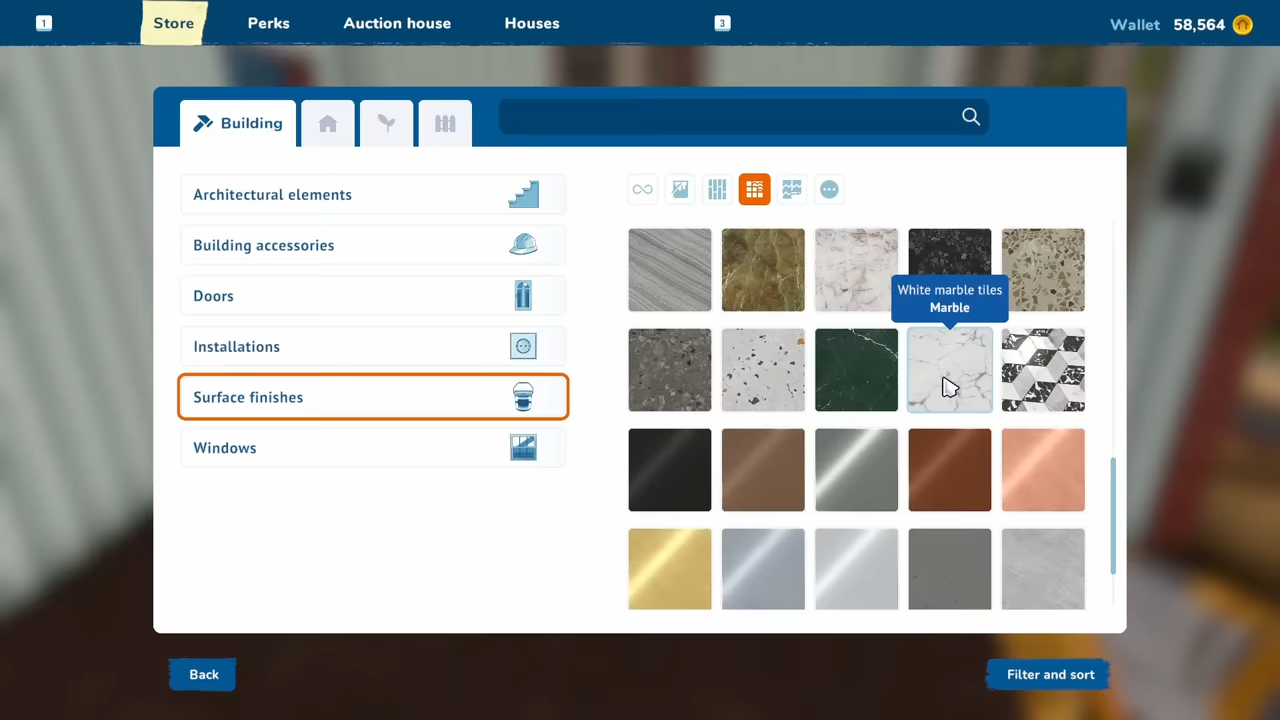 1
Store
Perks
Auction house
Houses
3
Wallet 58,564
Building
Architectural elements
Building accessories
Doors
Installations
Surface finishes
Windows
White marble tiles
Marble
Back
Filter and sort